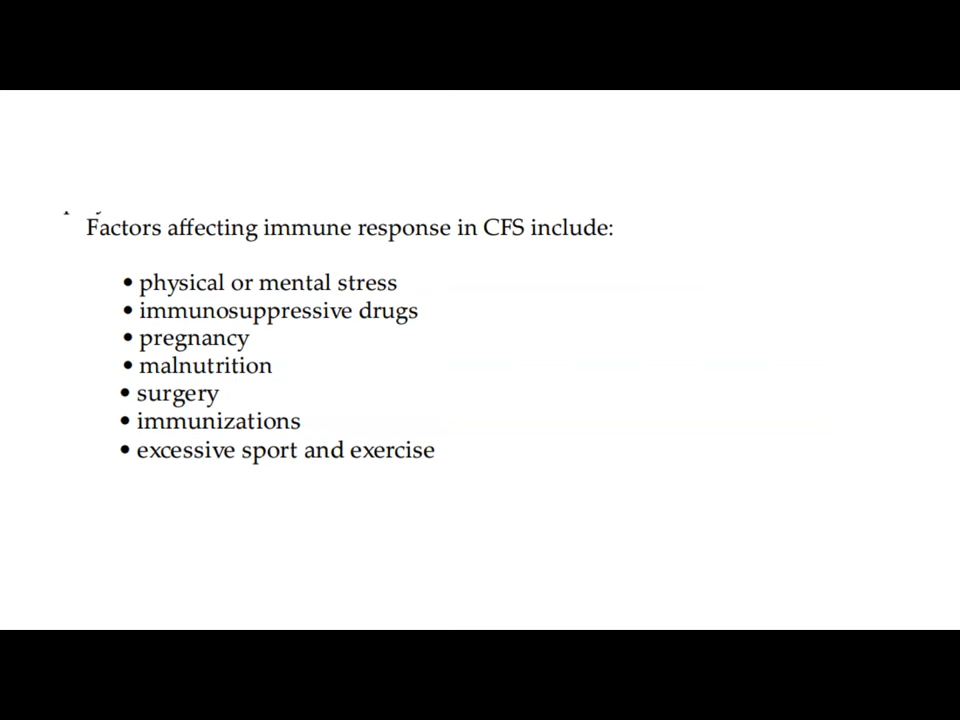 Factors affecting immune response in CFS include:
• physical or mental stress
• immunosuppressive drugs
• pregnancy
• malnutrition
• surgery
• immunizations
• excessive sport and exercise